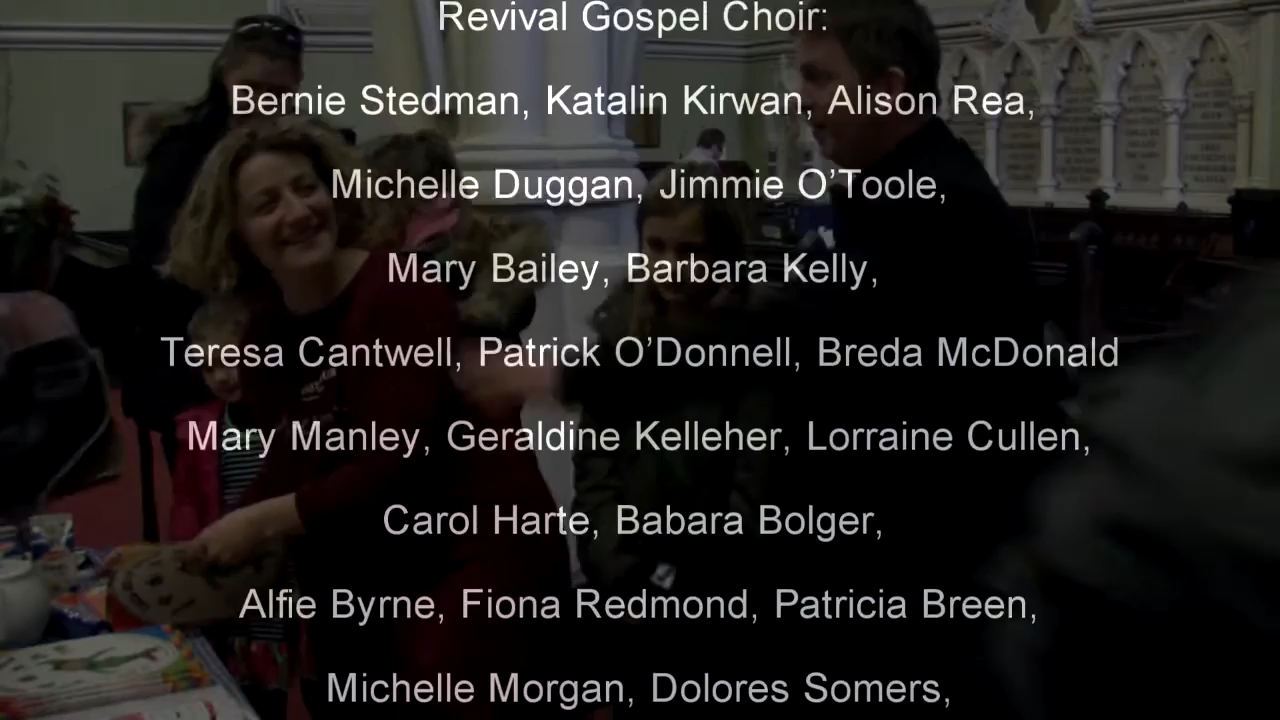 Revival Gospel Choir:
Bernie Stedman, Katalin Kirwan, Alison Rea,
Michelle Duggan, Jimmie O’Toole,
Mary Bailey, Barbara Kelly,
Teresa Cantwell, Patrick O’Donnell, Breda McDonald
Mary Manley, Geraldine Kelleher, Lorraine Cullen,
Carol Harte, Babara Bolger,
Alfie Byrne, Fiona Redmond, Patricia Breen,
Michelle Morgan, Dolores Somers,